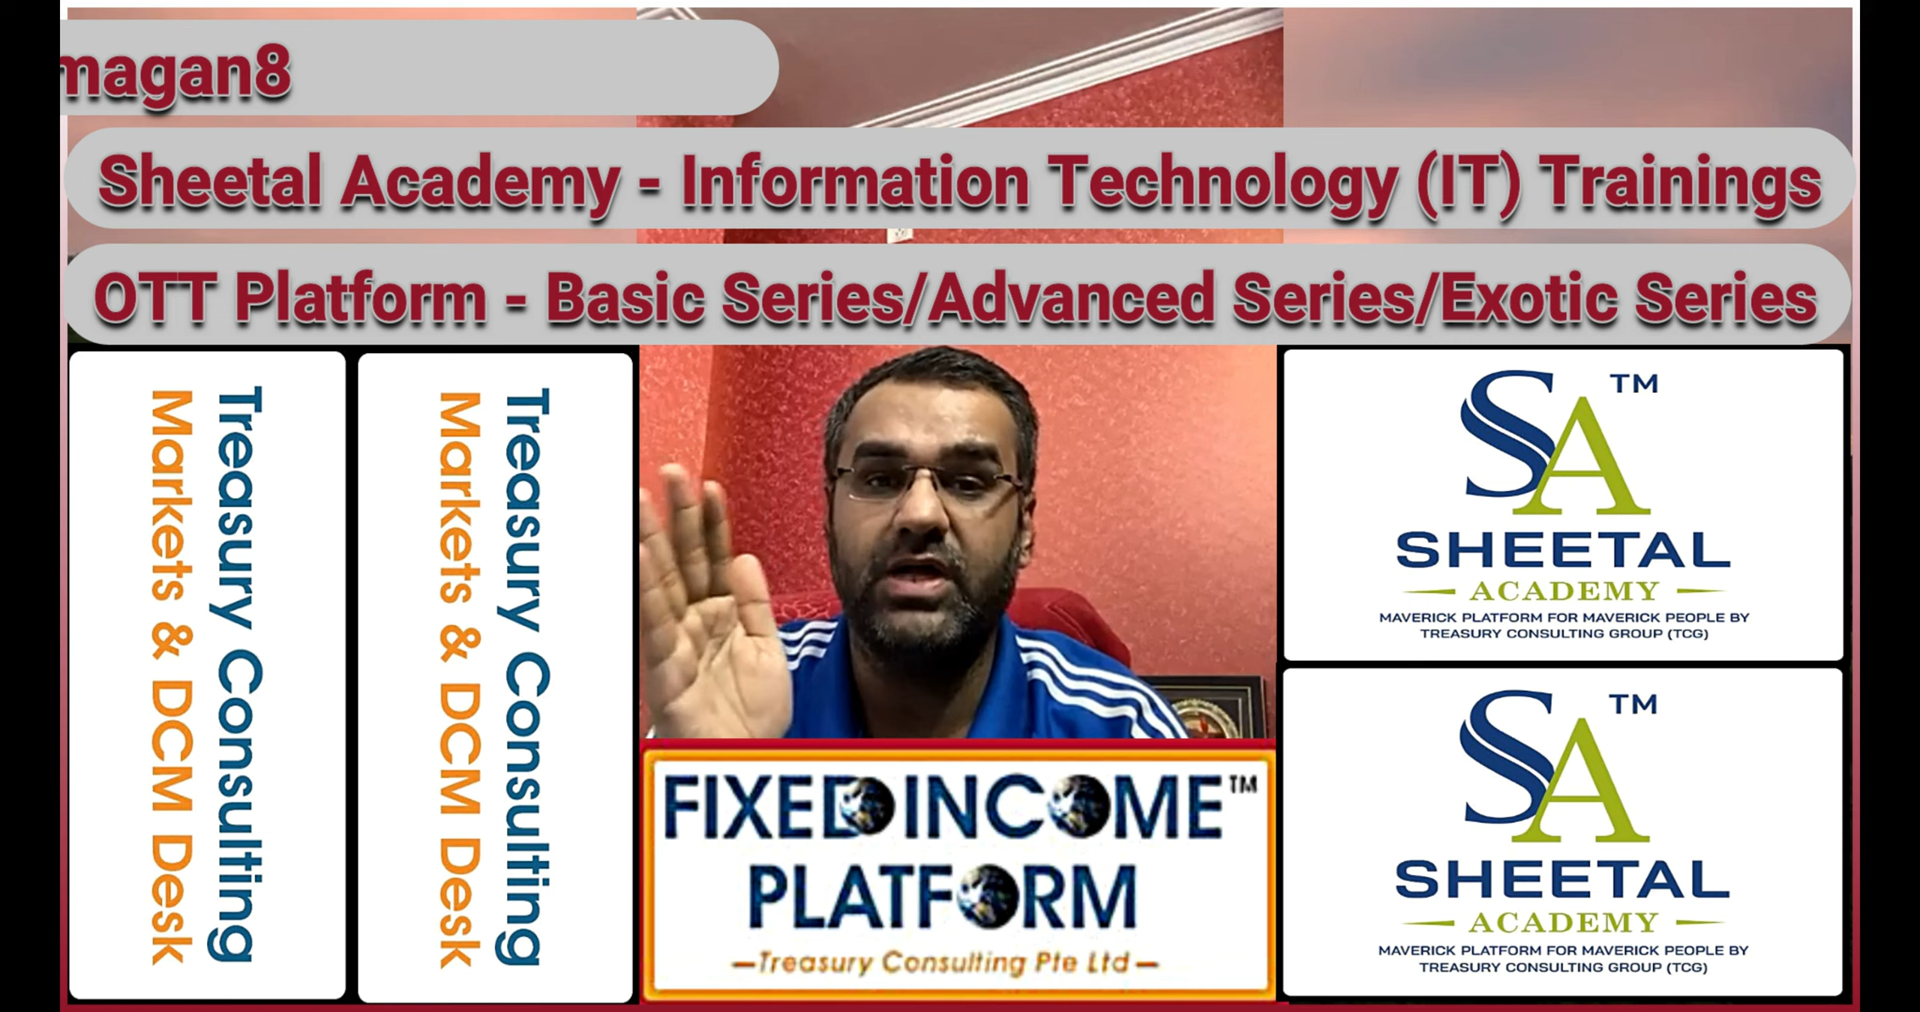 magan8
Sheetal Academy - Information Technology (IT) Trainings
OTT Platform - Basic Series/Advanced Series/Exotic Series
Treasury Consulting
Markets & DCM Desk
Treasury Consulting
Markets & DCM Desk
FIXED INCOME™
PLATFORM
—Treasury Consulting Pte Ltd—
SA ™
SHEETAL
ACADEMY
MAVERICK PLATFORM FOR MAVERICK PEOPLE BY
TREASURY CONSULTING GROUP (TCG)
SA ™
SHEETAL
ACADEMY
MAVERICK PLATFORM FOR MAVERICK PEOPLE BY
TREASURY CONSULTING GROUP (TCG)